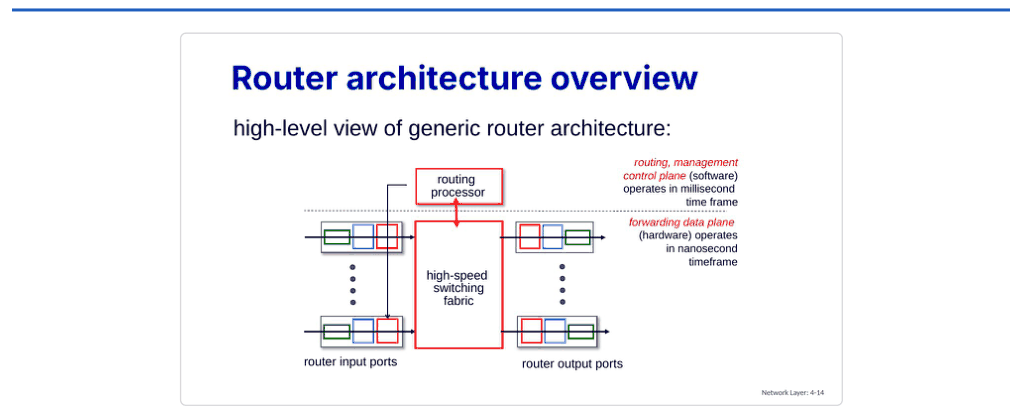 Router architecture overview
high-level view of generic router architecture:
routing, management
control plane (software)
operates in millisecond
time frame
routing
processor
forwarding data plane
(hardware) operates
in nanosecond
timeframe
high-speed
switching
fabric
router input ports
router output ports
Network Layer: 4-14